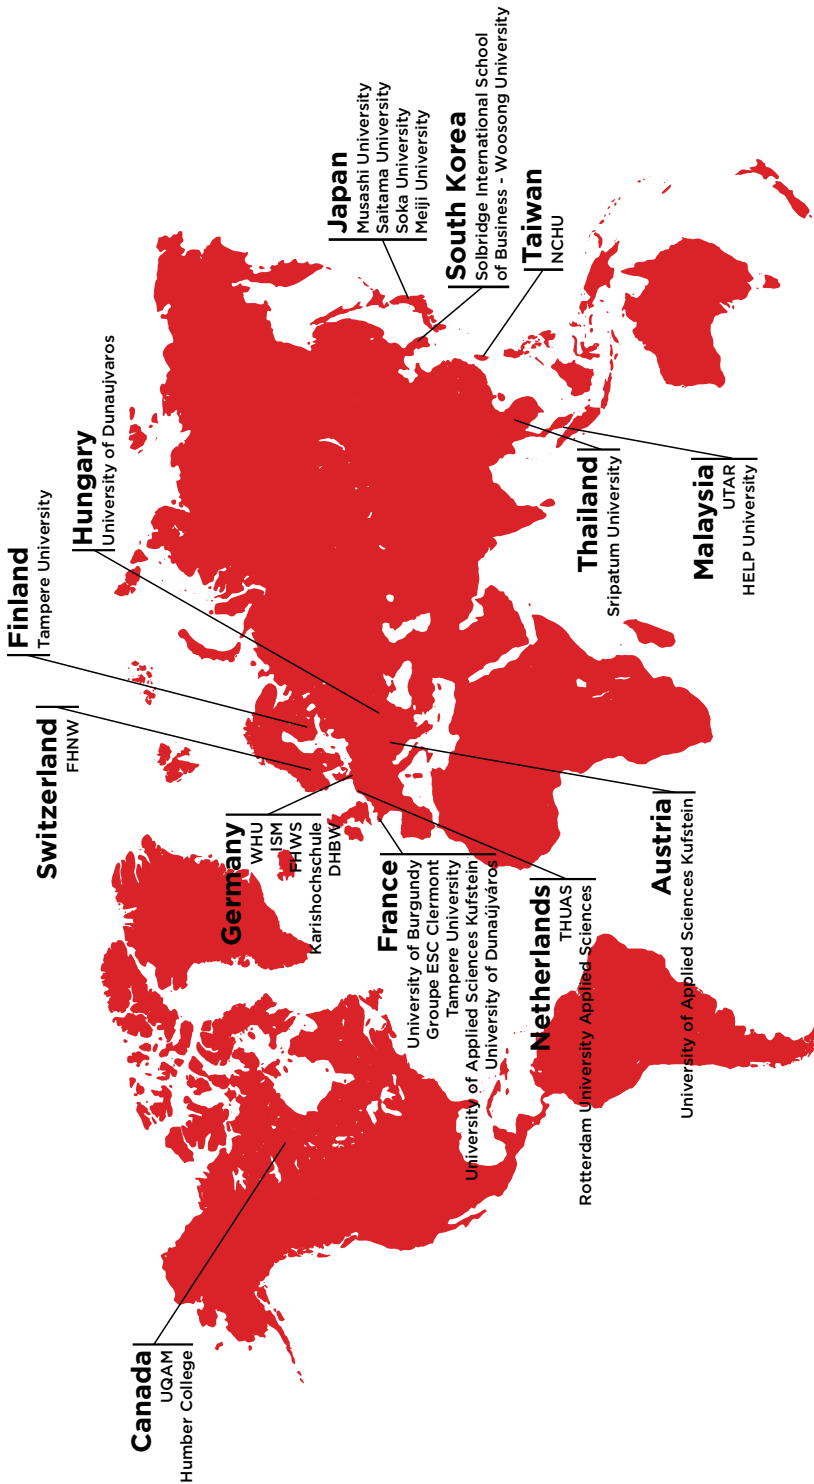 Canada
UQAM
Humber College
Switzerland
FHNW
Finland
Tampere University
Hungary
University of Dunaujvaros
Germany
WHU
ISM
FHWS
DHBW
Karishochschule
France
University of Burgundy
Groupe ESC Clermont
Tampere University
University of Applied Sciences Kufstein
University of Dunaújváros
Netherlands
THUAS
Rotterdam University Applied Sciences
Austria
University of Applied Sciences Kufstein
Japan
Musashi University
Saitama University
Soka University
Meiji University
South Korea
Solbridge International School
of Business - Woosong University
Taiwan
NCHU
Thailand
Sripatum University
Malaysia
UTAR
HELP University